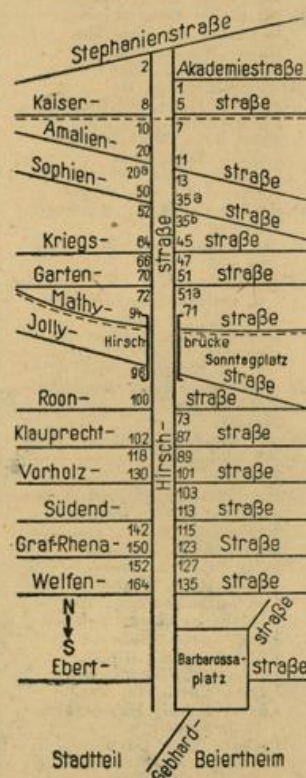 Stephanienstraße
2 Akademiestraße
1
Kaiser- 8 5 straße
Amalien- 10 7
20
Sophien- 20a 11 straße
50 13
52 35a straße
35b
Kriegs- 64 45 straße
66 47
Garten- 70 51 straße
Mathy- 72 51a
94 71
Jolly- Hirsch brücke
Sonntagplatz
96 straße
Roon- 100 straße
73
Klauprecht- 102 87 straße
118 89
Vorholz- 130 101 straße
103
Südend- 113 straße
142 115
Graf-Rhena- 150 123 Straße
152 127
Welfen- 164 135 straße
Hirsch- straße
N
S
straße
Ebert- Barbarossa-
platz straße
Gebhard-
Stadtteil Beiertheim